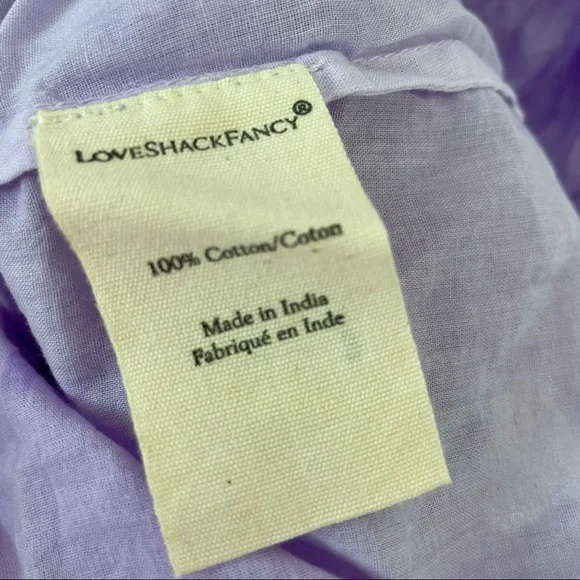 LOVESHACKFANCY®
100% Cotton/Coton
Made in India
Fabriqué en Inde